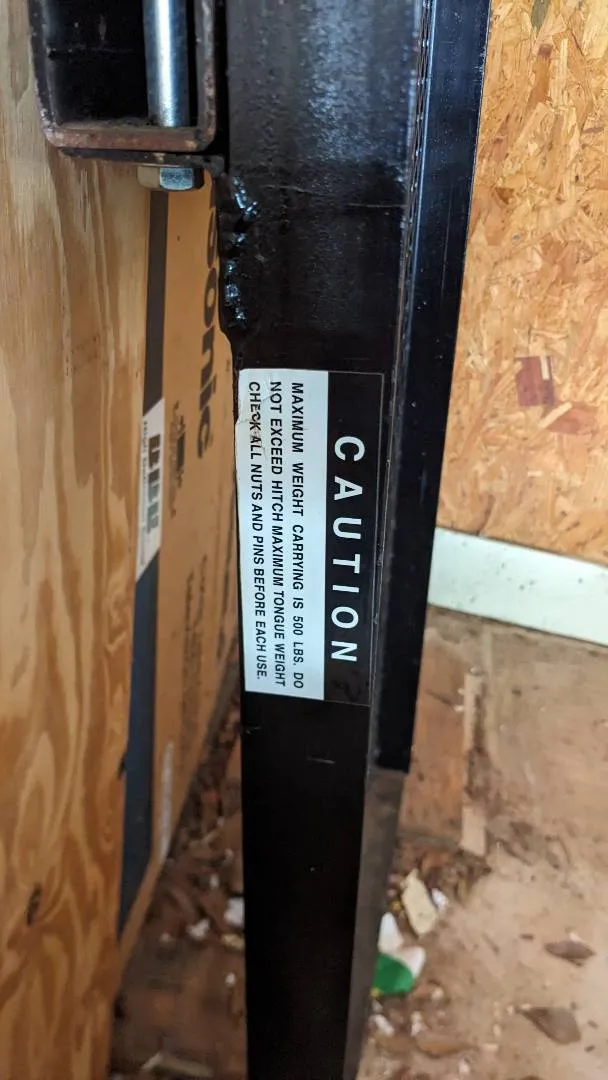 CAUTION
MAXIMUM WEIGHT CARRYING IS 500 LBS. DO
NOT EXCEED HITCH MAXIMUM TONGUE WEIGHT
CHECK ALL NUTS AND PINS BEFORE EACH USE.
sonic